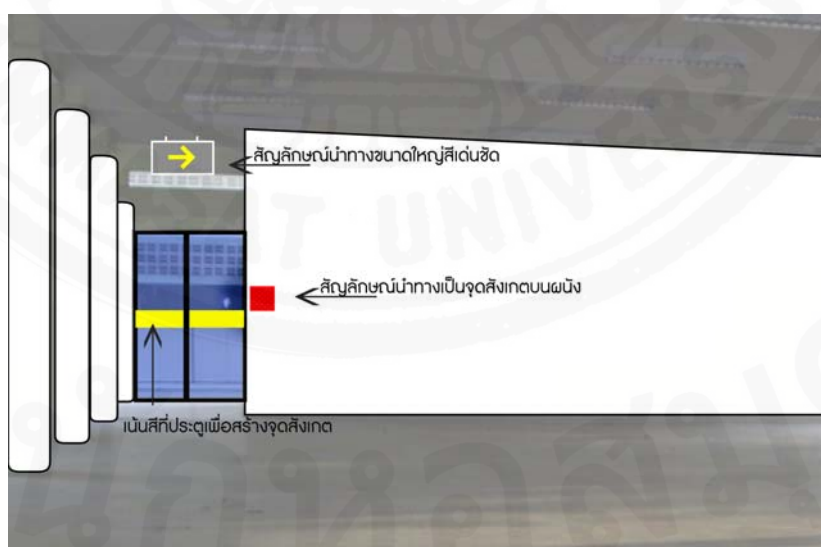 สัญลักษณ์นำทางขนาดใหญ่สีเด่นชัด
สัญลักษณ์นำทางเป็นจุดสังเกตบนผนัง
เน้นสีที่ประตูเพื่อสร้างจุดสังเกต